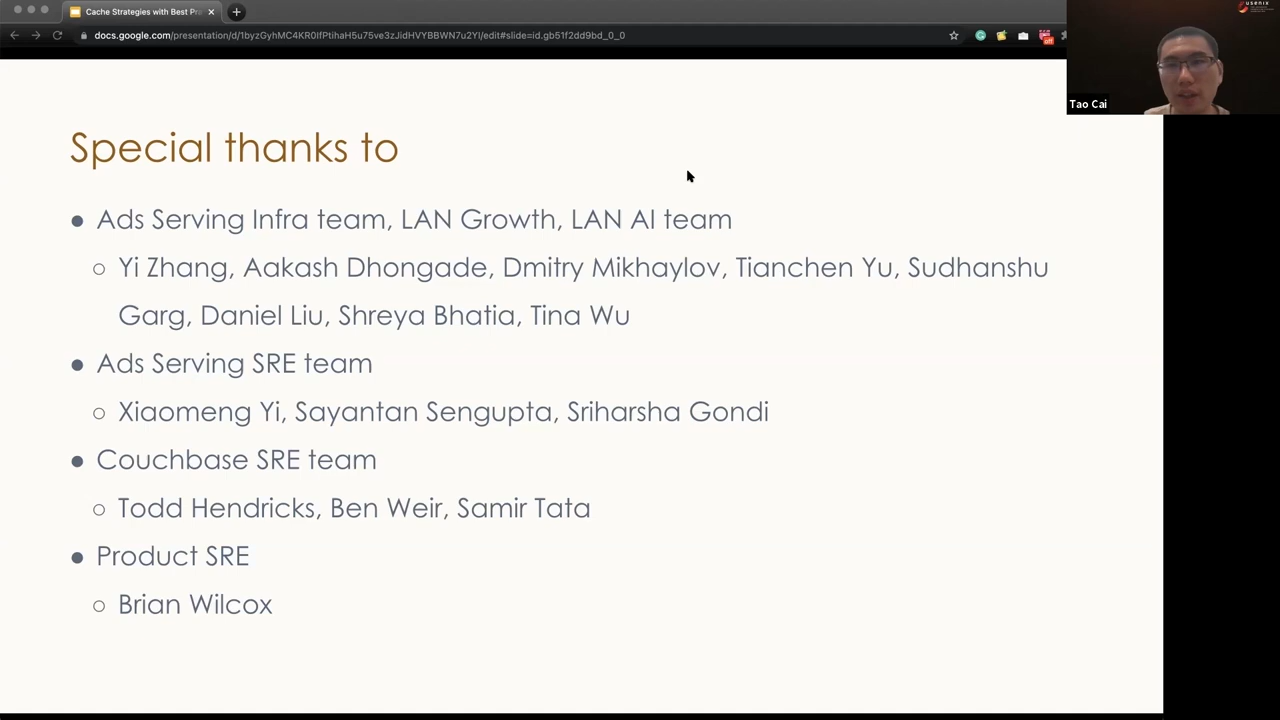 Cache Strategies with Best Pra
docs.google.com/presentation/d/1byzGyhMC4KR0IfPtihaH5u75ve3zJidHVYBBWN7u2YI/edit#slide=id.gb51f2dd9bd_0_0
usenix
Tao Cai
Special thanks to
● Ads Serving Infra team, LAN Growth, LAN AI team
○ Yi Zhang, Aakash Dhongade, Dmitry Mikhaylov, Tianchen Yu, Sudhanshu
Garg, Daniel Liu, Shreya Bhatia, Tina Wu
● Ads Serving SRE team
○ Xiaomeng Yi, Sayantan Sengupta, Sriharsha Gondi
● Couchbase SRE team
○ Todd Hendricks, Ben Weir, Samir Tata
● Product SRE
○ Brian Wilcox